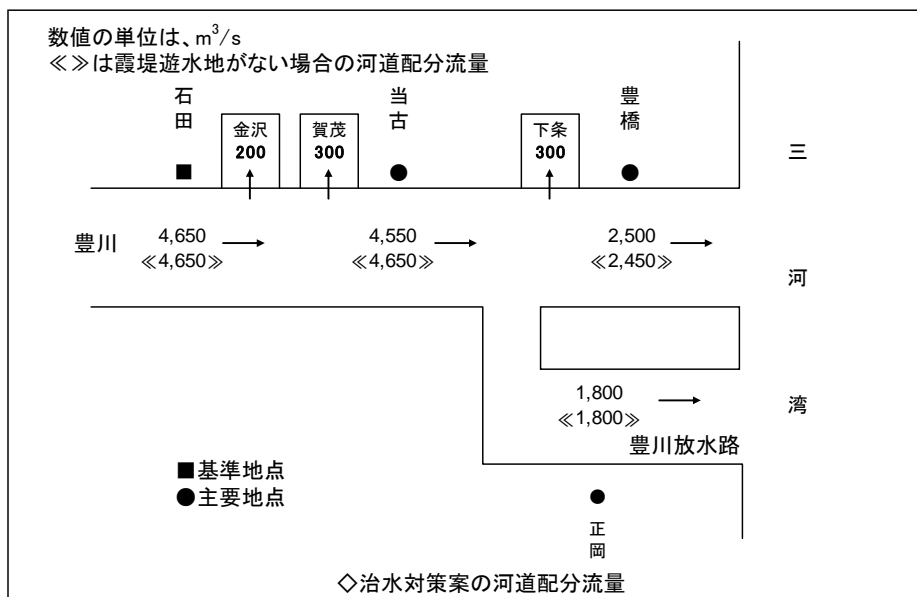 数値の単位は、m³/s
≪≫は霞堤遊水地がない場合の河道配分流量
石田
金沢
200
賀茂
300
当古
下条
300
豊橋
三河湾
豊川
4,650
≪4,650≫
4,550
≪4,650≫
2,500
≪2,450≫
1,800
≪1,800≫
豊川放水路
■基準地点
●主要地点
正岡
◇治水対策案の河道配分流量